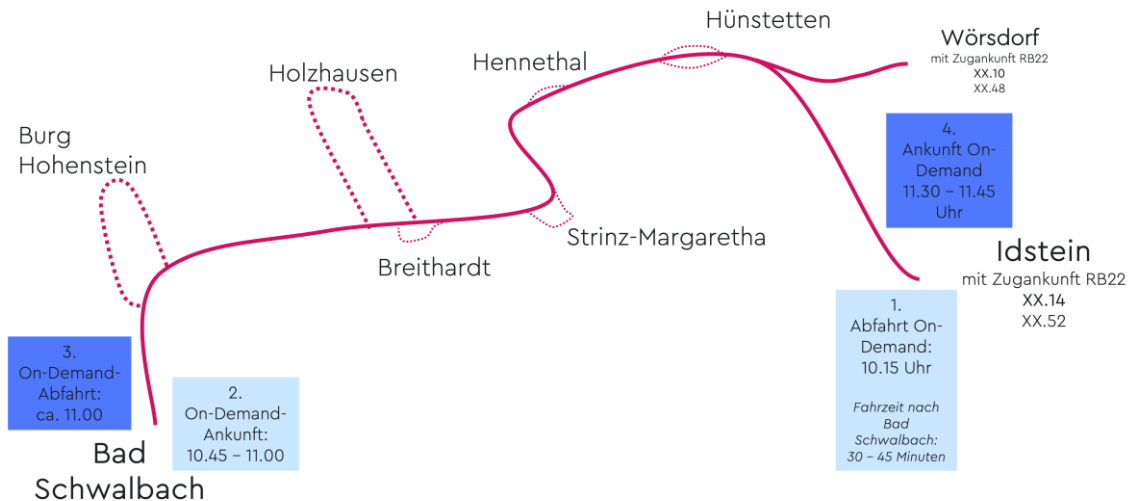 Hünstetten
Wörsdorf
mit Zugankunft RB22
XX.10
XX.48
Hennethal
Holzhausen
Burg
Hohenstein
4.
Ankunft On-
Demand
11.30 – 11.45
Uhr
Strinz-Margaretha
Breithardt
Idstein
mit Zugankunft RB22
XX.14
XX.52
1.
Abfahrt On-
Demand:
10.15 Uhr
Fahrzeit nach
Bad
Schwalbach:
30 – 45 Minuten
3.
On-Demand-
Abfahrt:
ca. 11.00
2.
On-Demand-
Ankunft:
10.45 – 11.00
Bad
Schwalbach